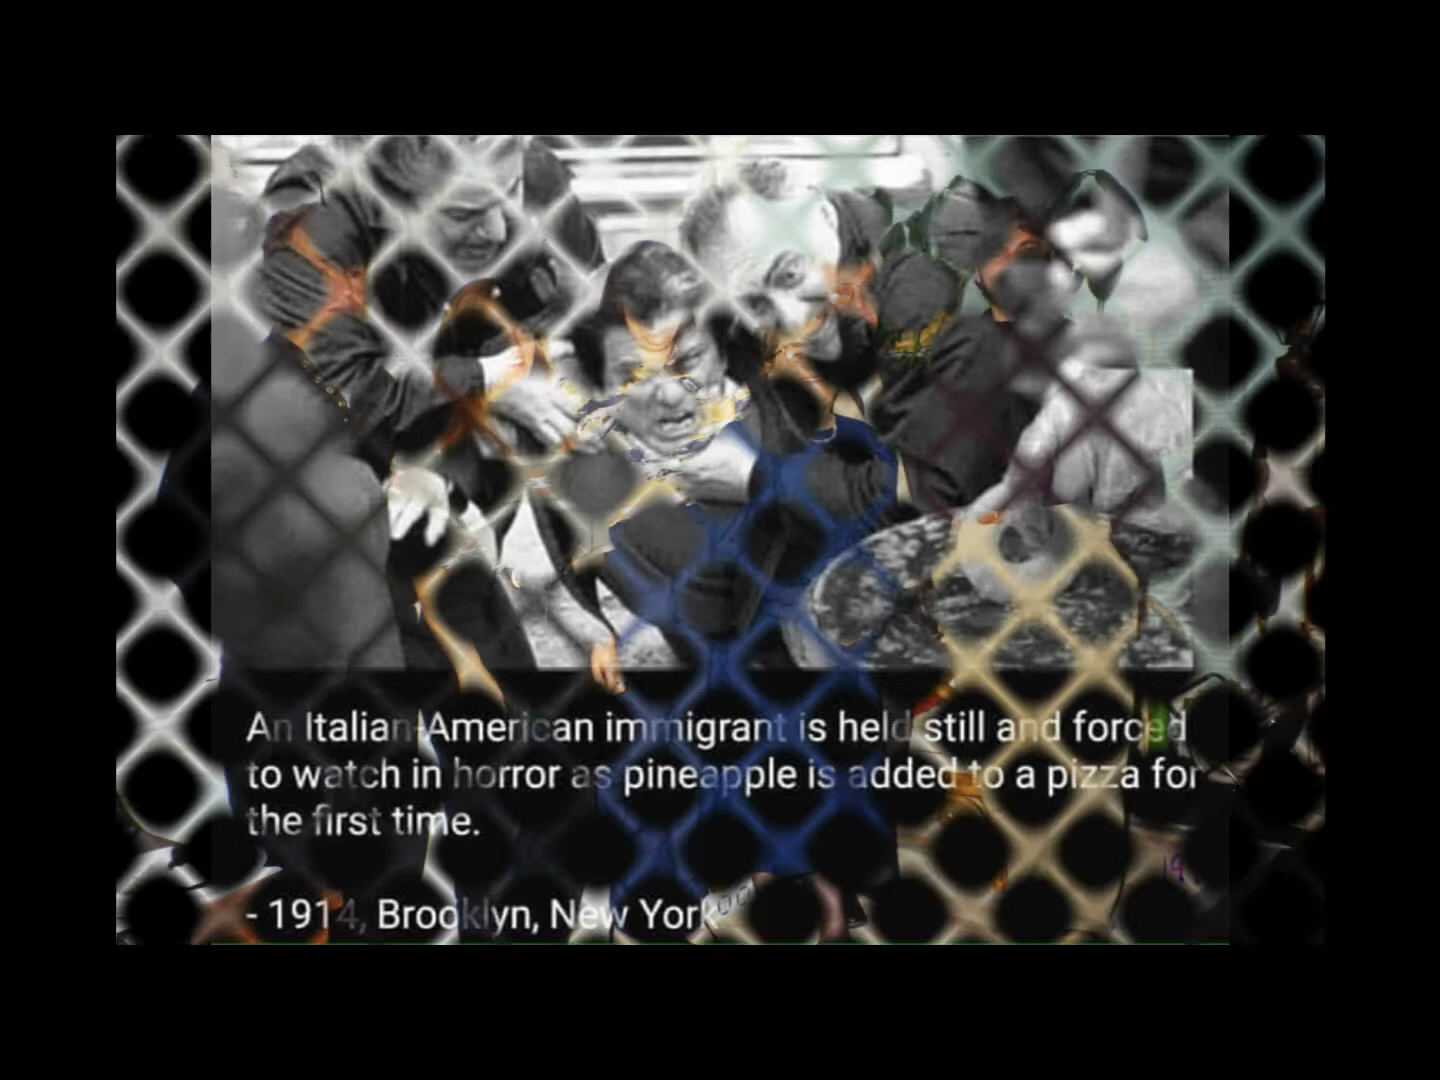 An Italian-American immigrant is held still and forced
to watch in horror as pineapple is added to a pizza for
the first time.
- 1914, Brooklyn, New York
19